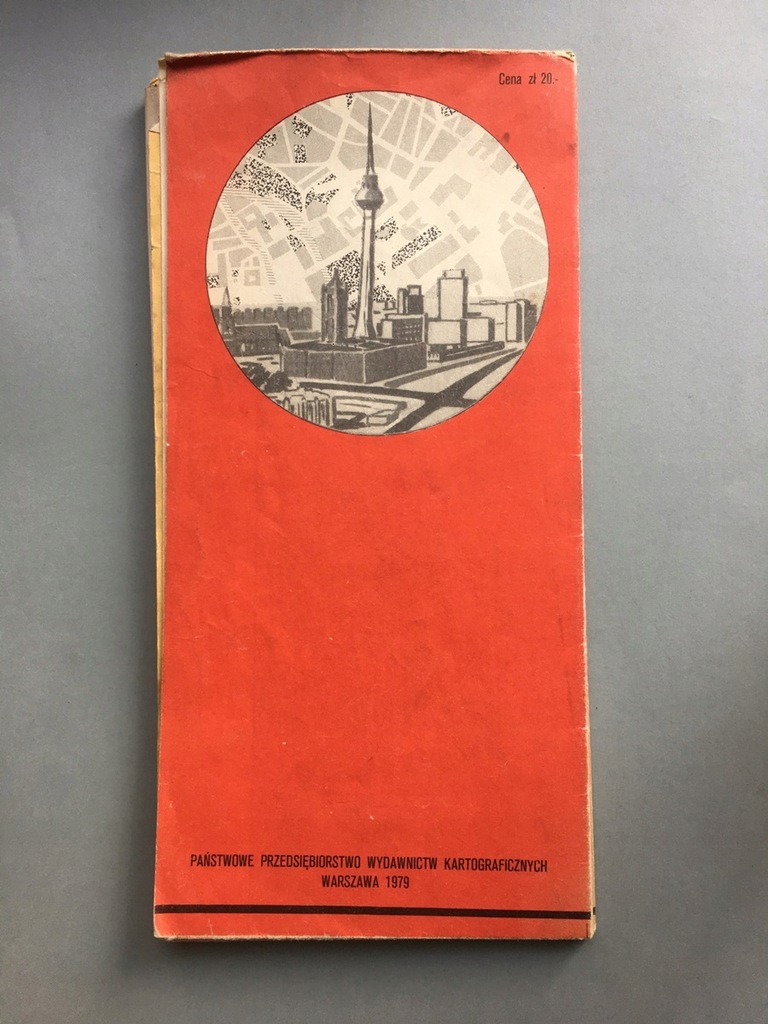 Cena zł 20.-
PAŃSTWOWE PRZEDSIĘBIORSTWO WYDAWNICTW KARTOGRAFICZNYCH
WARSZAWA 1979